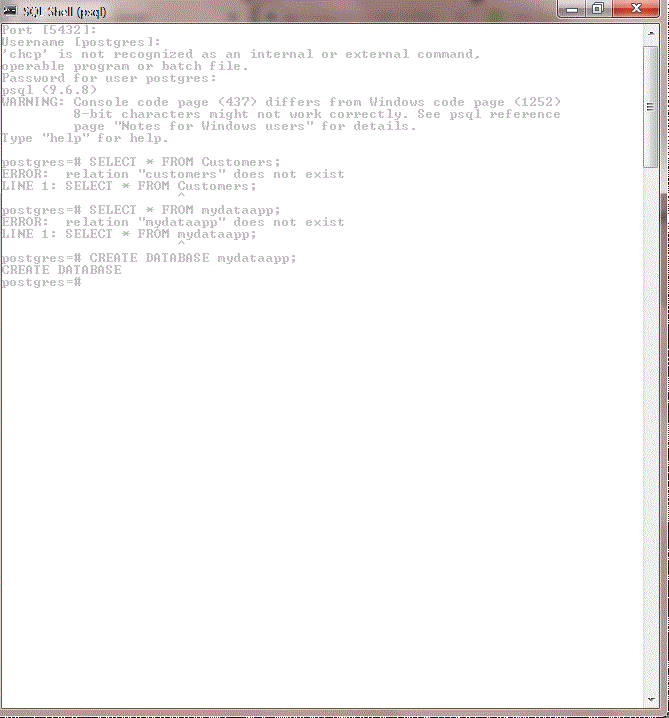 SQL Shell (psql)
Port [5432]:
Username [postgres]:
'chcp' is not recognized as an internal or external command,
operable program or batch file.
Password for user postgres:
psql (9.6.8)
WARNING: Console code page (437) differs from Windows code page (1252)
         8-bit characters might not work correctly. See psql reference
         page "Notes for Windows users" for details.
Type "help" for help.
postgres=# SELECT * FROM Customers;
ERROR:  relation "customers" does not exist
LINE 1: SELECT * FROM Customers;
                      ^
postgres=# SELECT * FROM mydataapp;
ERROR:  relation "mydataapp" does not exist
LINE 1: SELECT * FROM mydataapp;
                      ^
postgres=# CREATE DATABASE mydataapp;
CREATE DATABASE
postgres=#